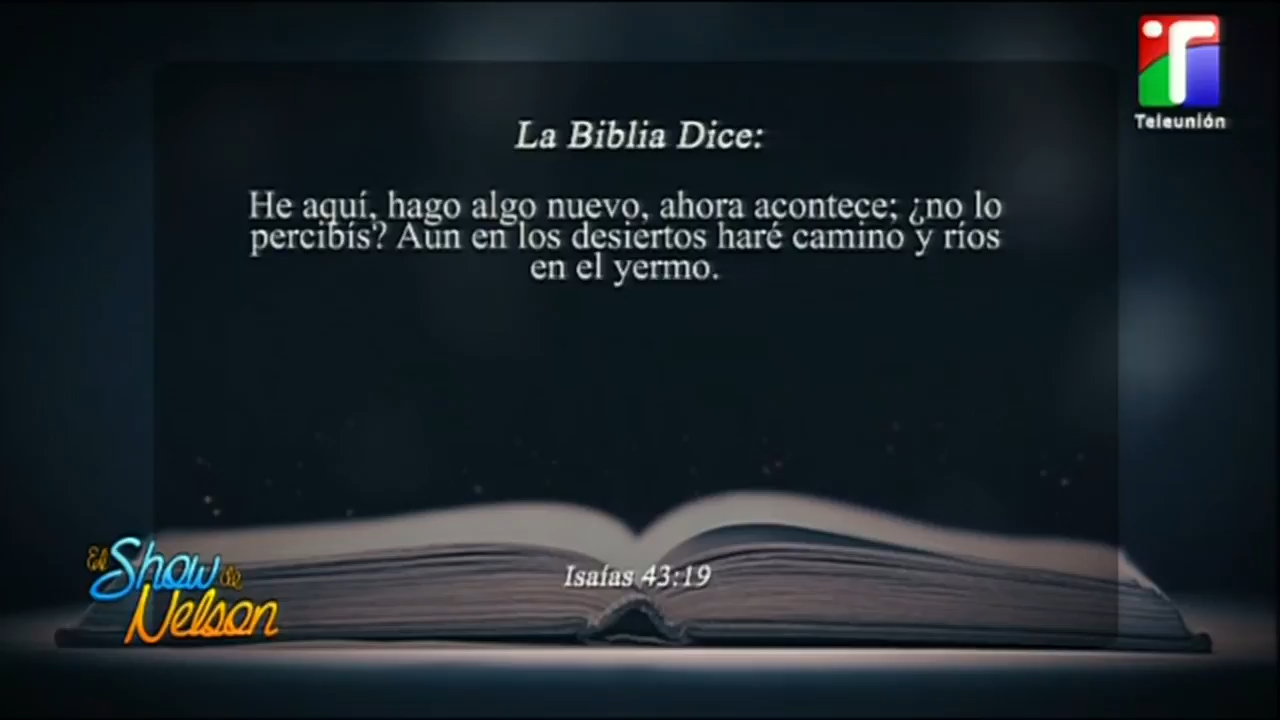 Teleunión
La Biblia Dice:
He aquí, hago algo nuevo, ahora acontece; ¿no lo
percibís? Aun en los desiertos haré camino y ríos
en el yermo.
Isaías 43:19
El Show de
Nelson